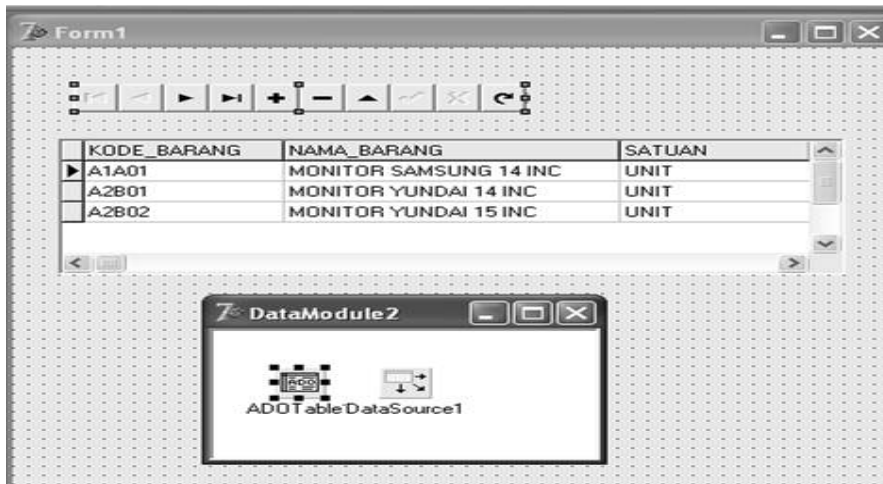 Form1
KODE_BARANG NAMA_BARANG SATUAN
A1A01 MONITOR SAMSUNG 14 INC UNIT
A2B01 MONITOR YUNDAI 14 INC UNIT
A2B02 MONITOR YUNDAI 15 INC UNIT
DataModule2
ADO
ADOTable DataSource1